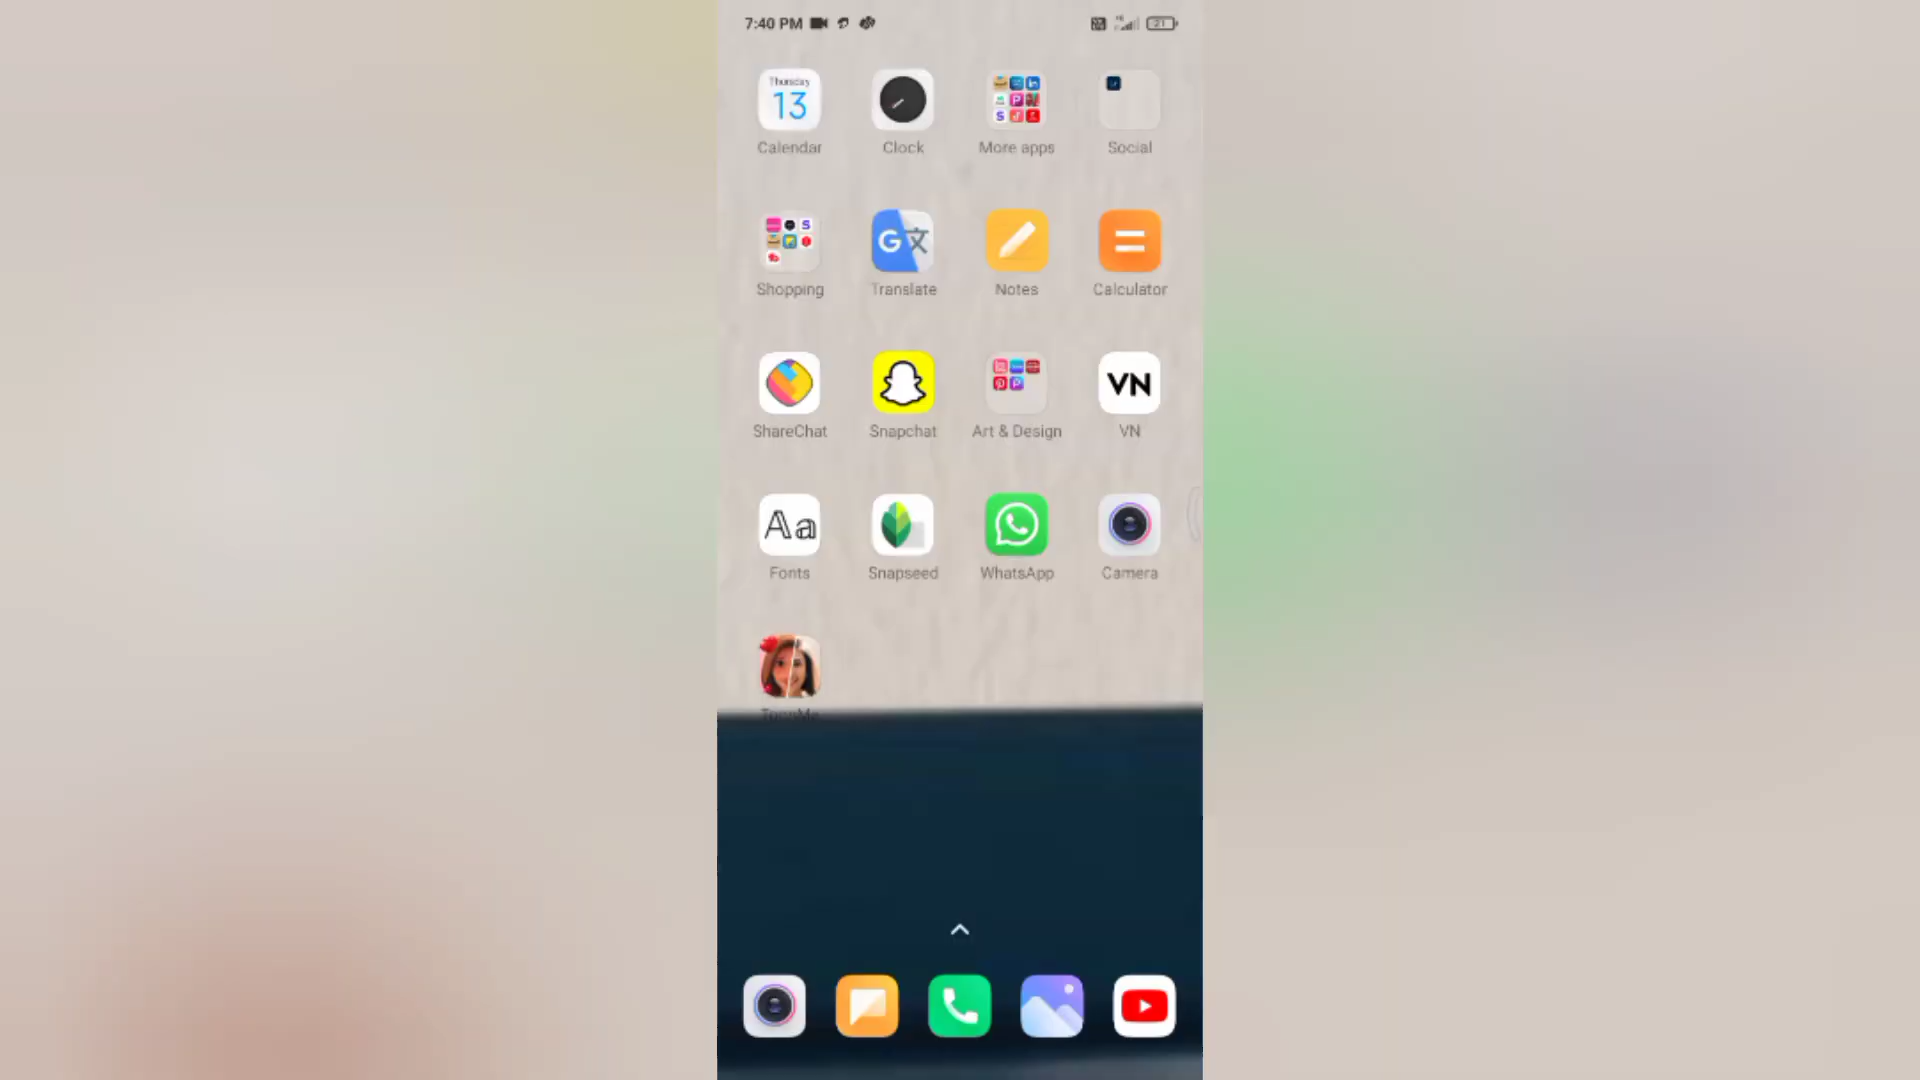 7:40 PM 21
Thursday
13
Calendar Clock More apps Social
Shopping Translate Notes Calculator
VN
ShareChat Snapchat Art & Design VN
Aa
Fonts Snapseed WhatsApp Camera